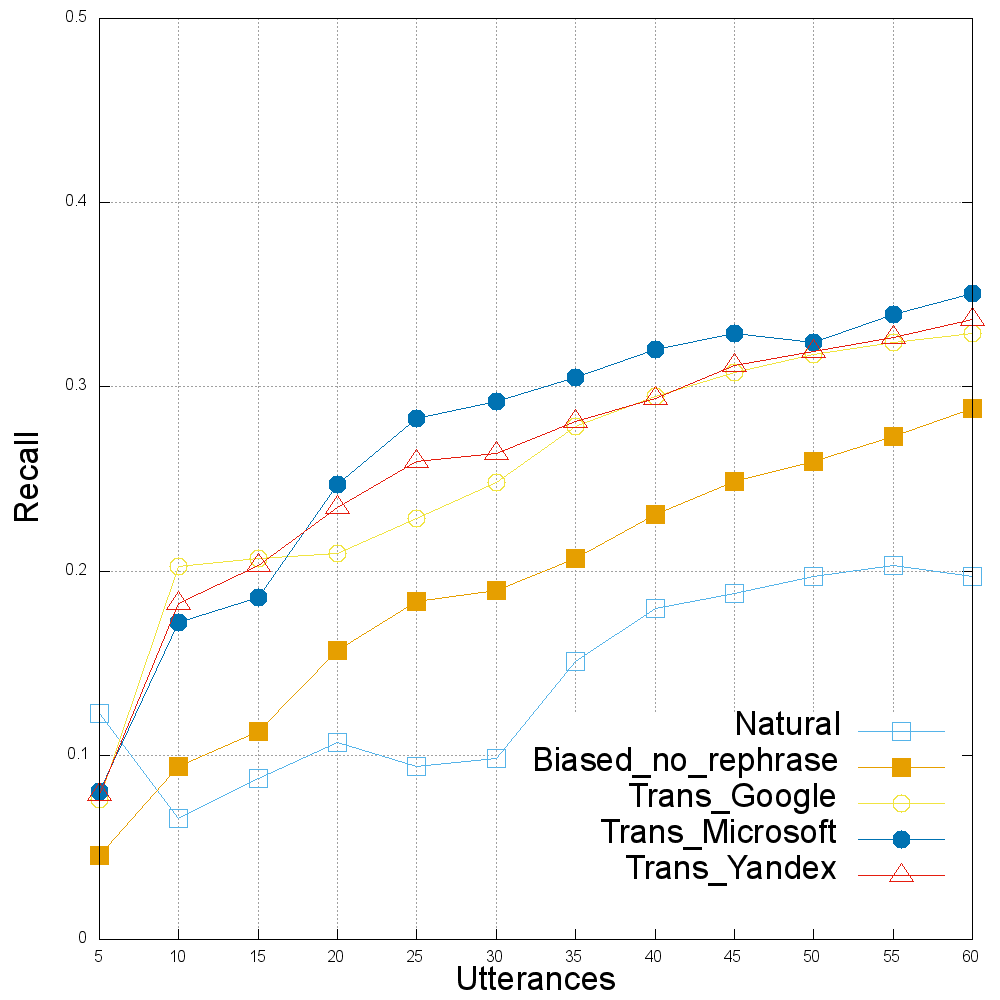 0.5
0.4
0.3
0.2
0.1
0
Recall
Natural
Biased_no_rephrase
Trans_Google
Trans_Microsoft
Trans_Yandex
5 10 15 20 25 30 35 40 45 50 55 60
Utterances